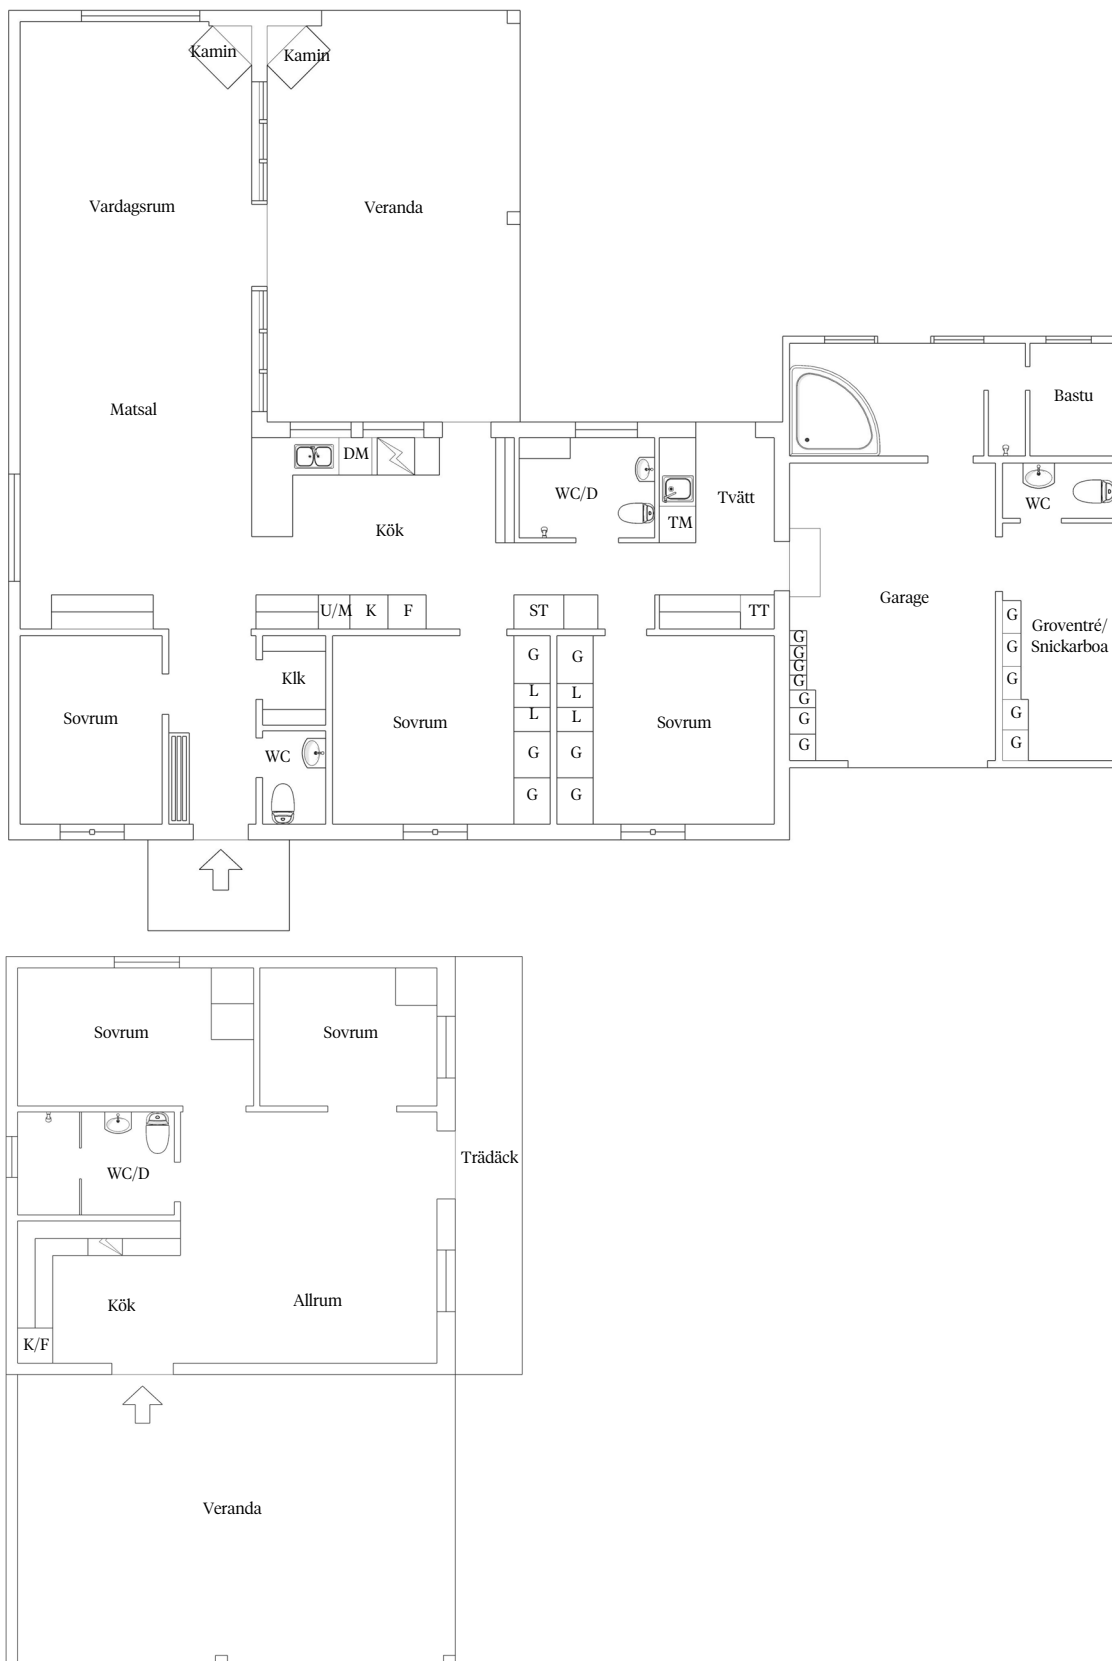 Kamin
Kamin
Vardagsrum
Veranda
Matsal
Bastu
DM
WC/D
Tvätt
WC
TM
Kök
Garage
U/M
K
F
ST
TT
G
Groventré/
Snickarboa
G
G
G
G
G
G
G
G
G
G
G
G
Klk
Sovrum
WC
Sovrum
G
L
L
G
G
G
L
L
G
G
Sovrum
Sovrum
Sovrum
Trädäck
WC/D
Kök
Allrum
K/F
Veranda